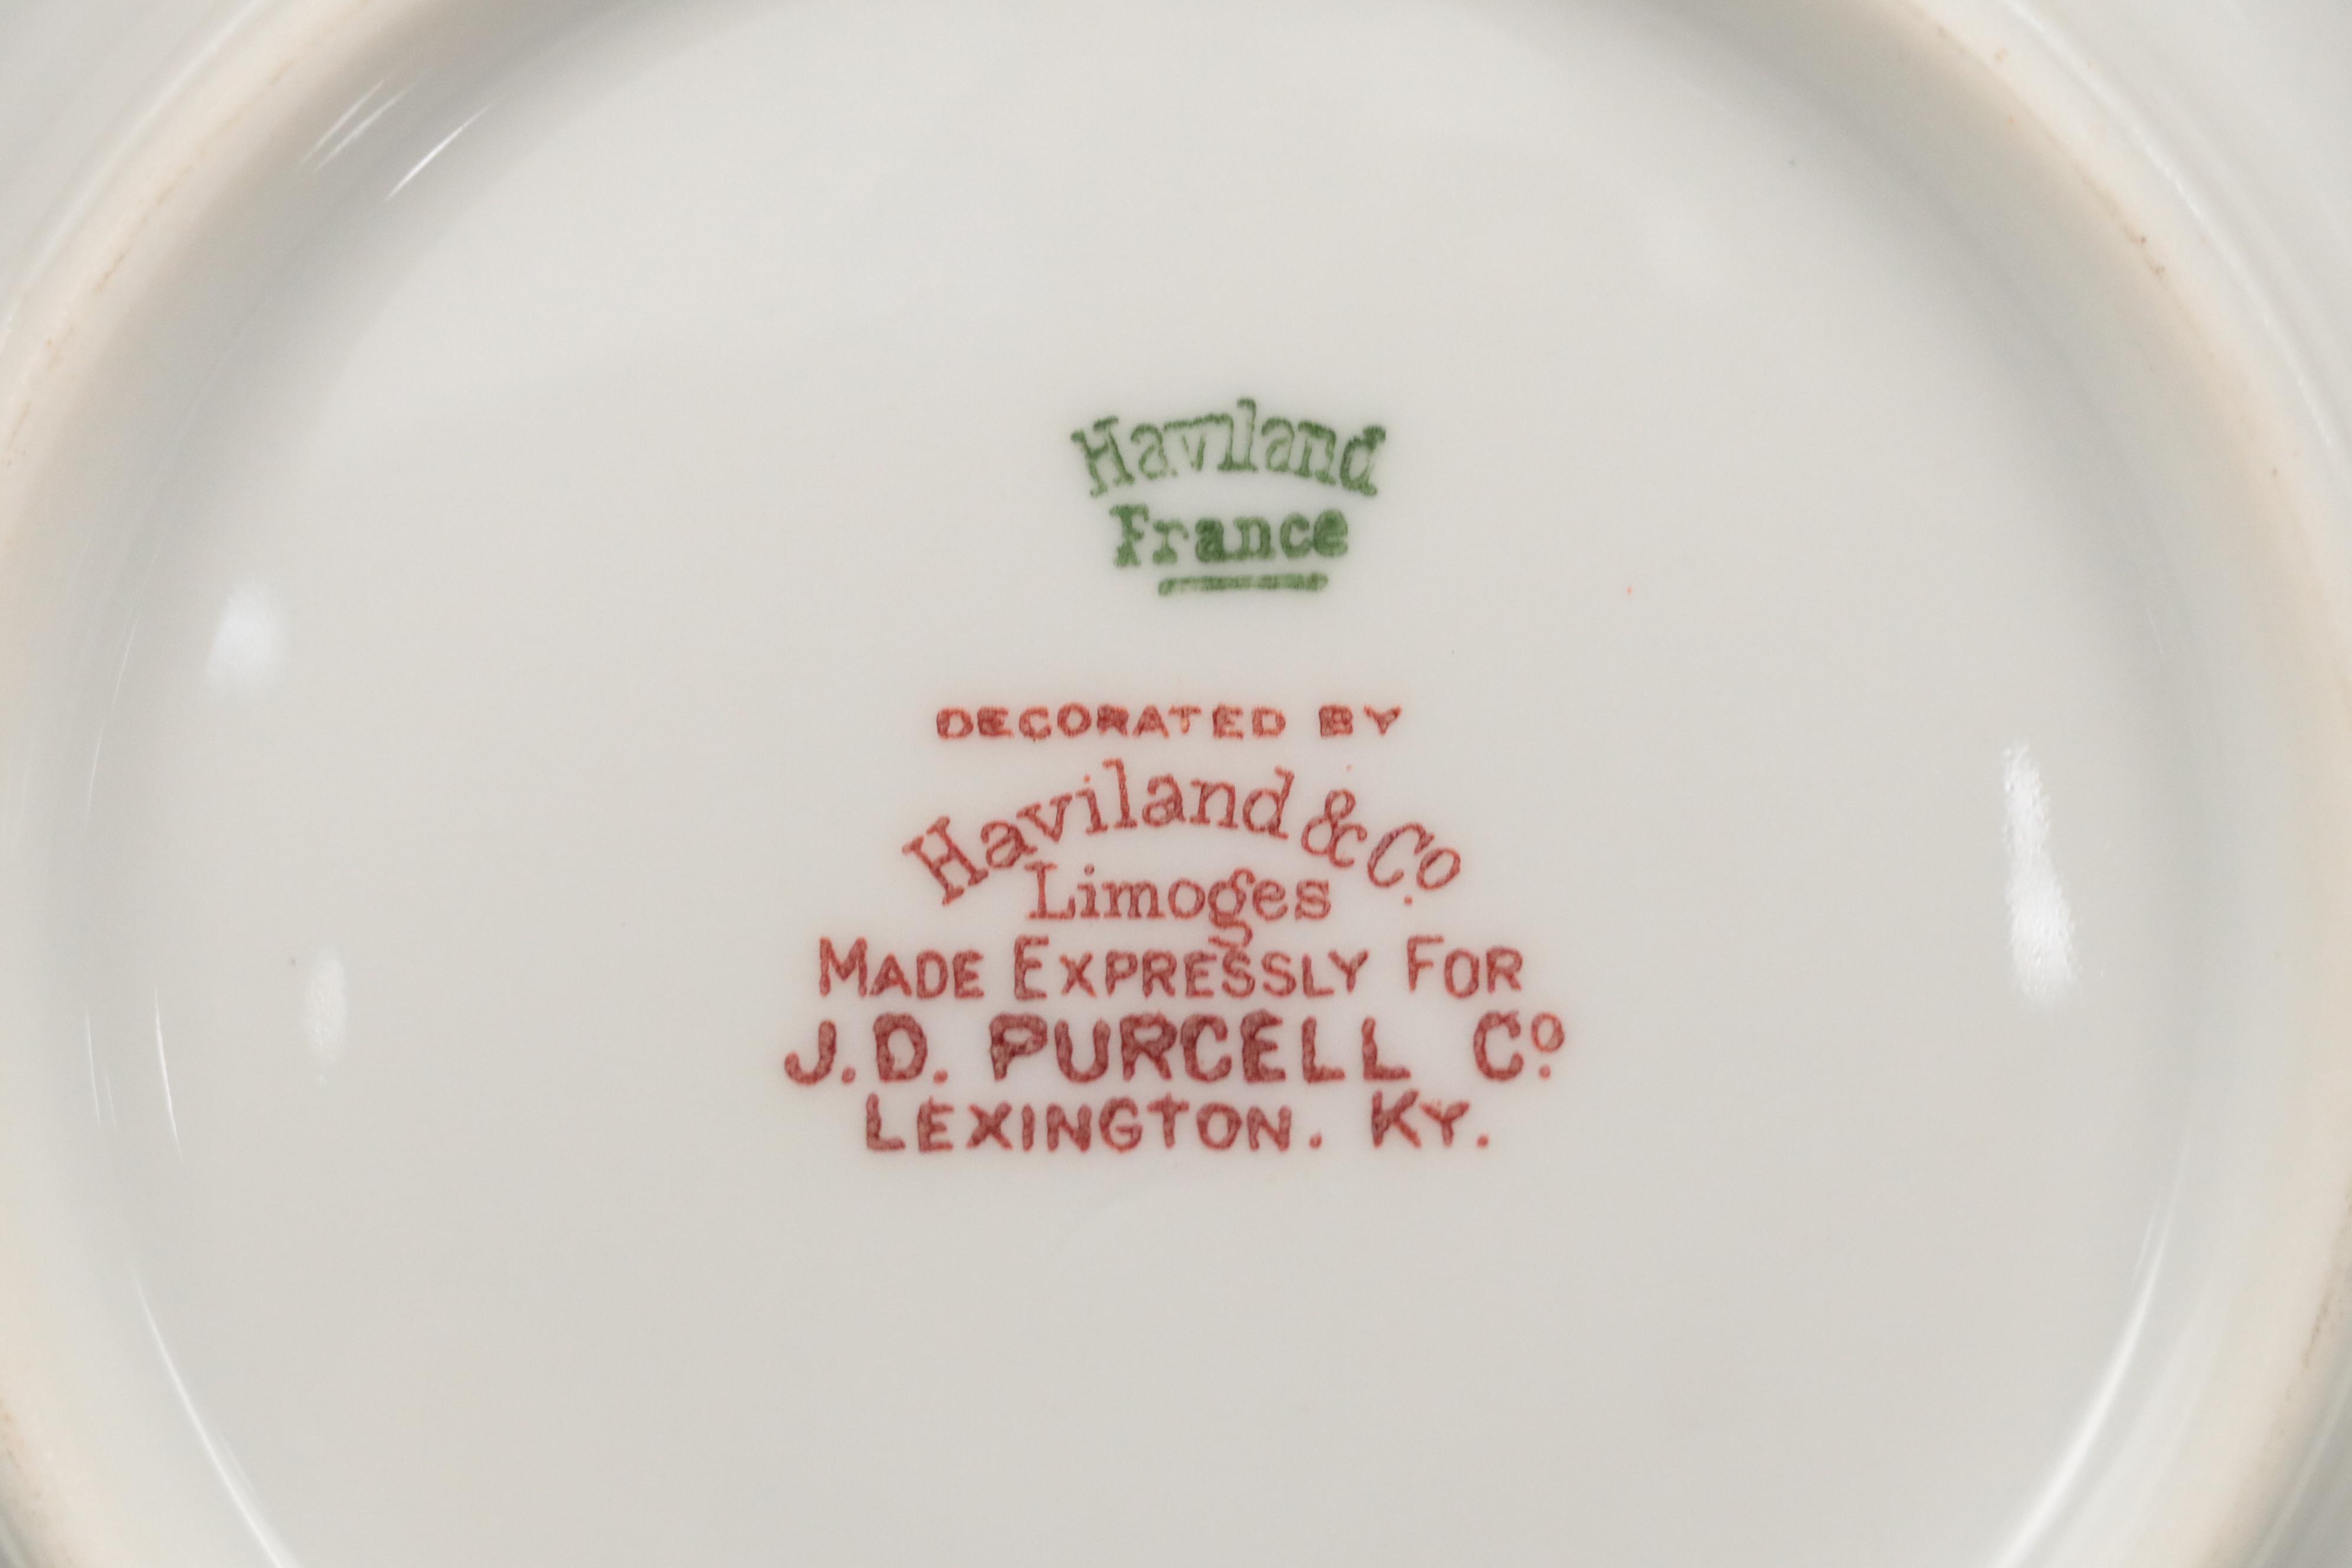 Haviland
France
DECORATED BY
Haviland & Co.
Limoges
MADE EXPRESSLY FOR
J.D. PURCELL Co.
LEXINGTON. KY.